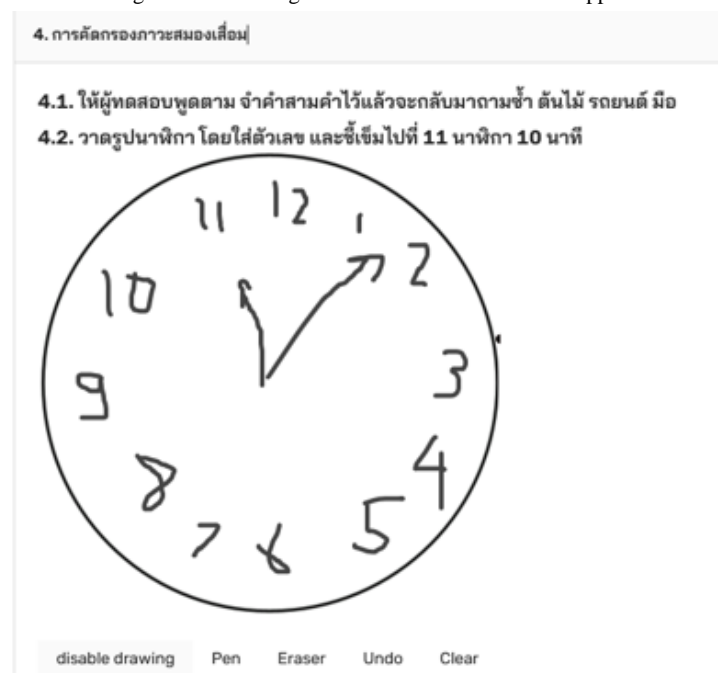 4. การคัดกรองภาวะสมองเสื่อม
4.1. ให้ผู้ทดสอบพูดตาม จำคำสามคำไว้แล้วจะกลับมาถามซ้ำ ต้นไม้ รถยนต์ มือ
4.2. วาดรูปนาฬิกา โดยใส่ตัวเลข และชี้เข็มไปที่ 11 นาฬิกา 10 นาที
11 12 1
10 2
9 3
8 4
7 6 5
disable drawing Pen Eraser Undo Clear